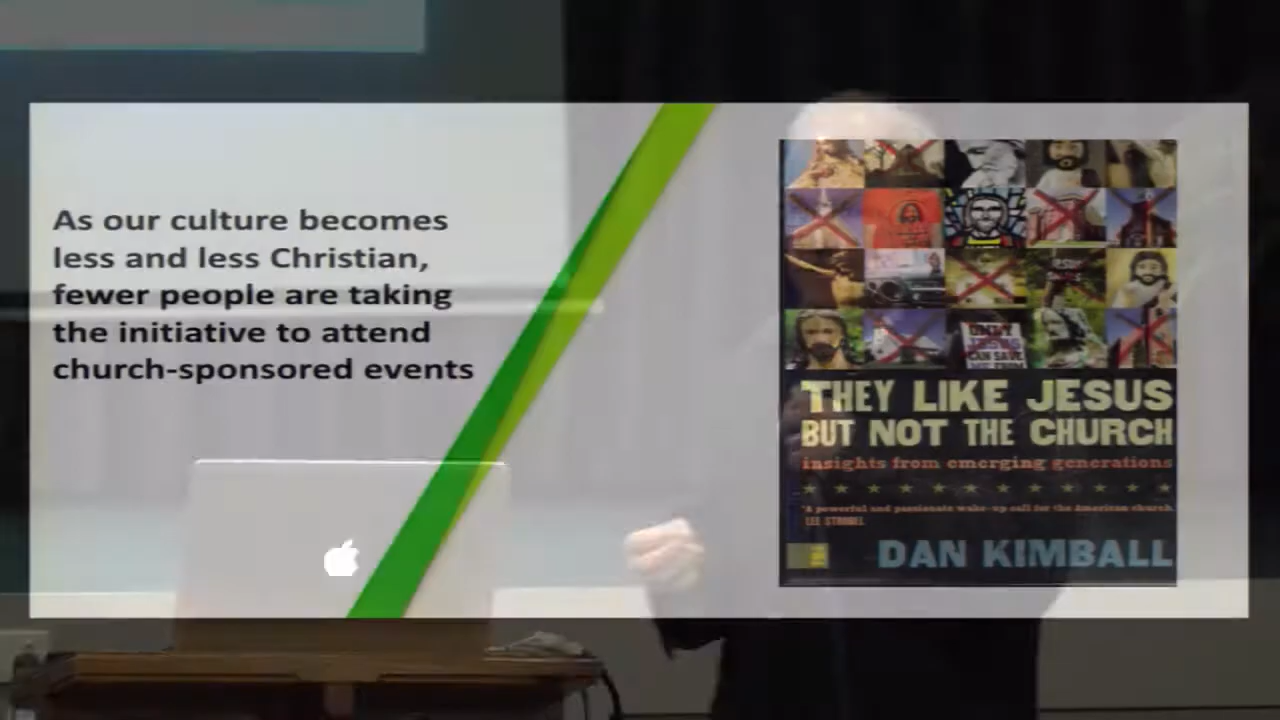 As our culture becomes
less and less Christian,
fewer people are taking
the initiative to attend
church-sponsored events
THEY LIKE JESUS
BUT NOT THE CHURCH
insights from emerging generations
"A powerful and passionate wake-up call for the American church.
LEE STROBEL
DAN KIMBALL